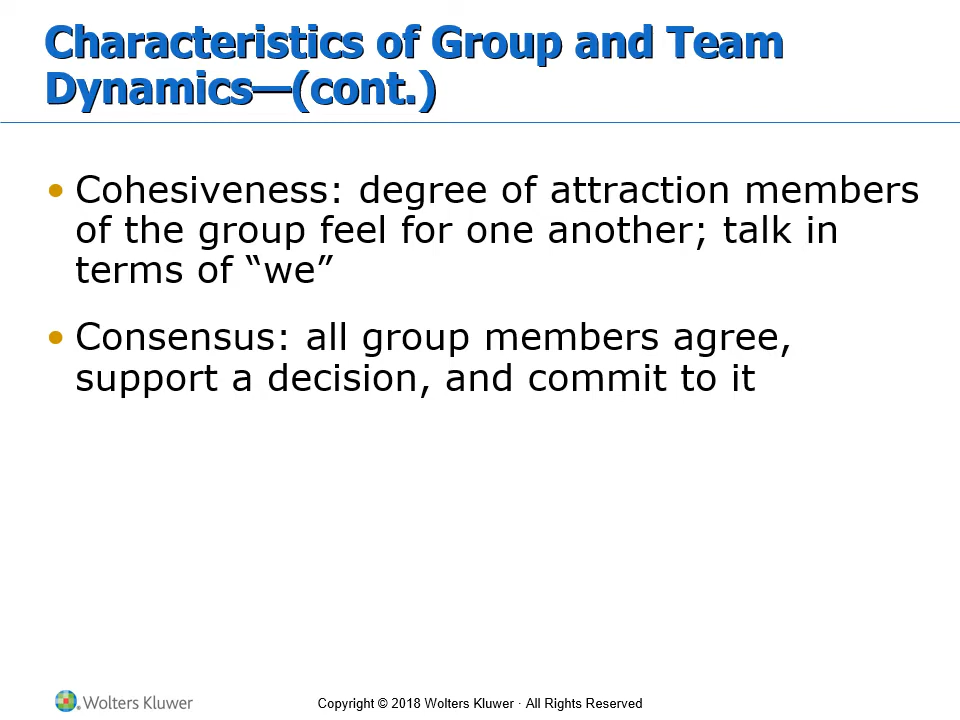 Characteristics of Group and Team
Dynamics—(cont.)
• Cohesiveness: degree of attraction members
of the group feel for one another; talk in
terms of “we”
• Consensus: all group members agree,
support a decision, and commit to it
Wolters Kluwer
Copyright © 2018 Wolters Kluwer · All Rights Reserved